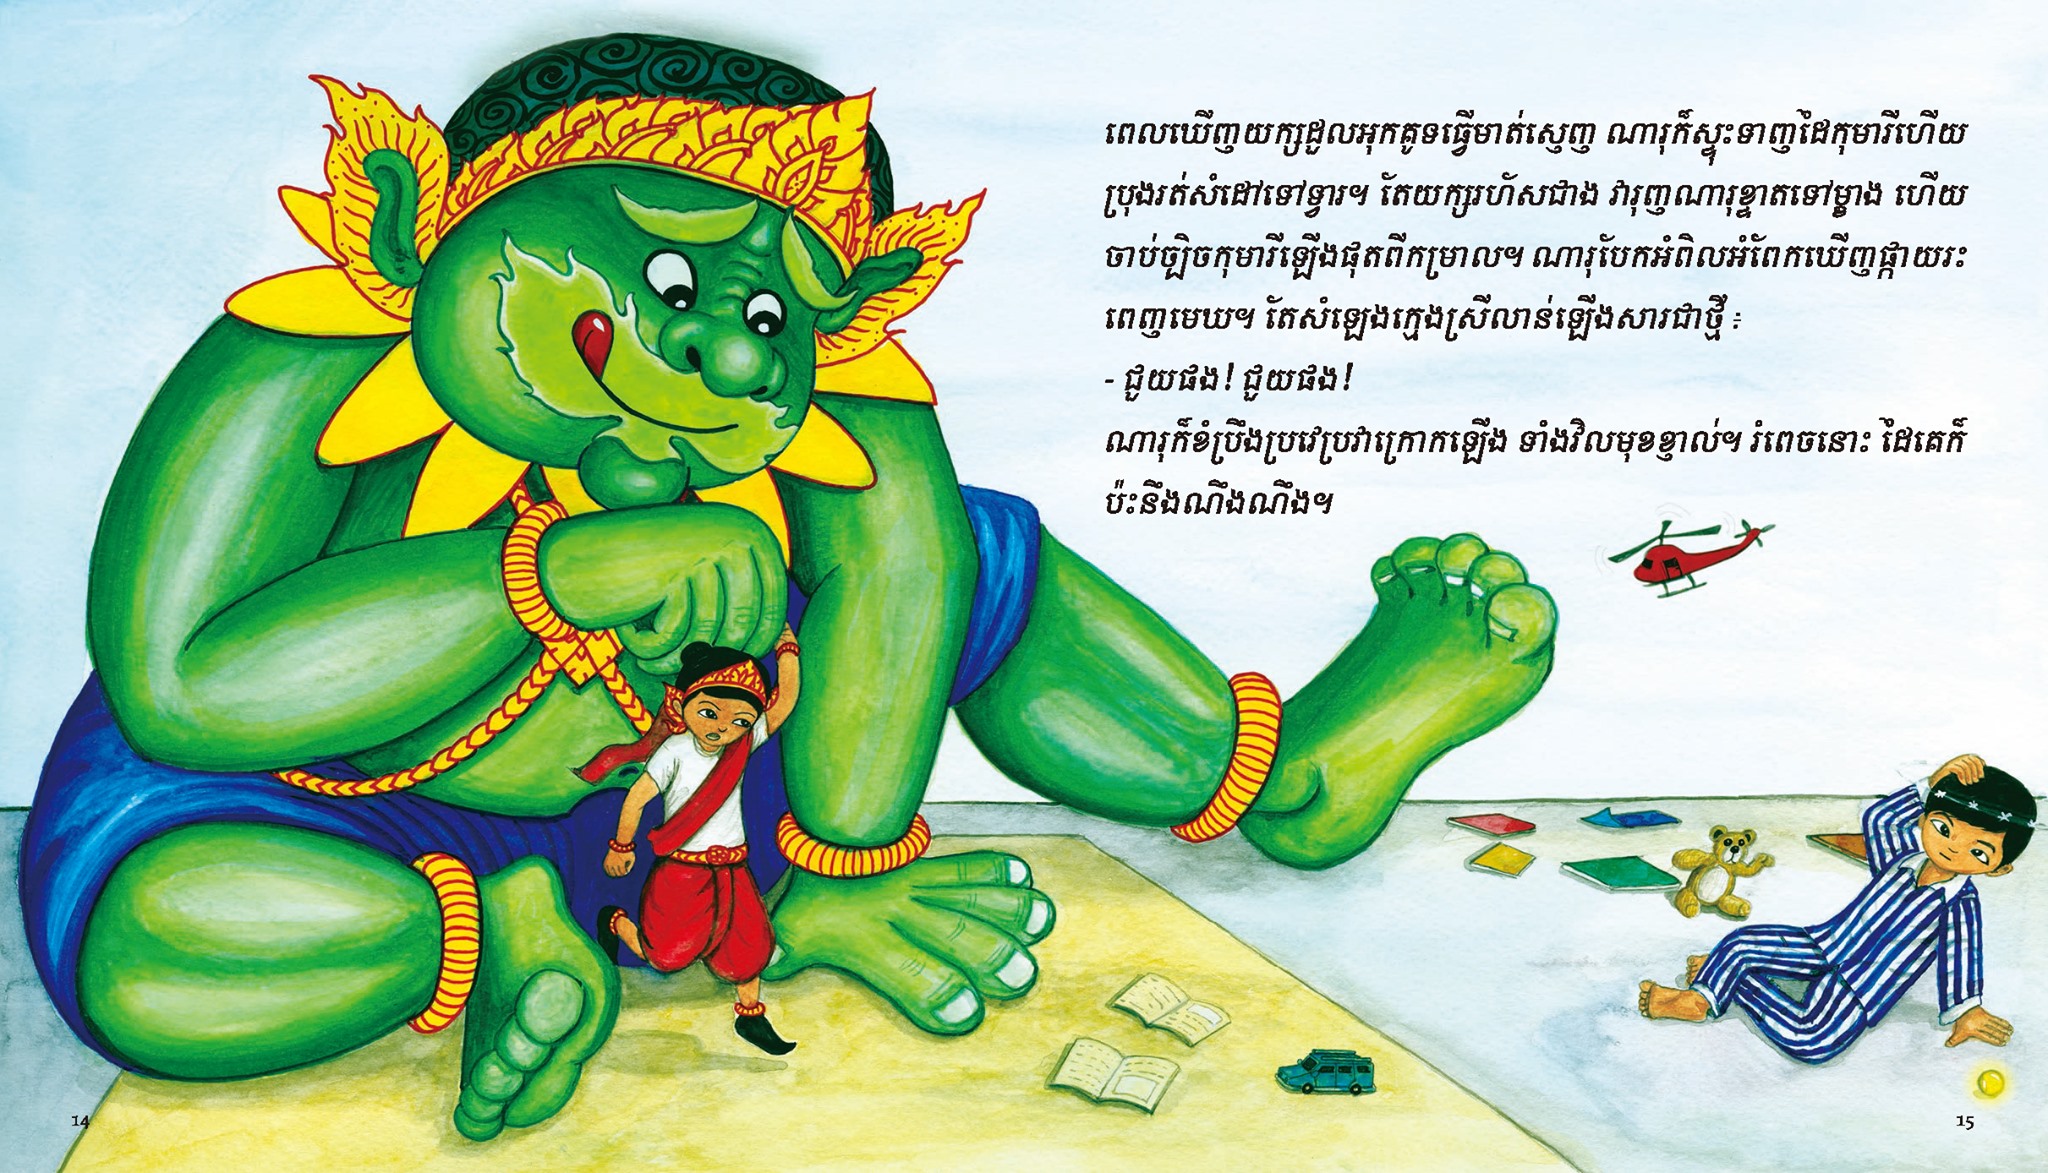 ពេលឃើញយក្សដួលអុកគូទធ្វើមាត់ស្ញេញ ណារុក៏ស្ទុះទាញដៃកុមារីហើយ
ប្រុងរត់សំដៅទៅទ្វារ។ តែយក្សរហ័សជាង វារុញណារុខ្ទាតទៅម្ខាង ហើយ
ចាប់ច្បិចកុមារីឡើងផុតពីកម្រាល។ ណារុបែកអំពិលអំពែកឃើញផ្កាយរះ
ពេញមេឃ។ តែសំឡេងក្មេងស្រីលាន់ឡើងសារជាថ្មី ៖
- ជួយផង! ជួយផង!
ណារុក៏ខំប្រឹងប្រវេប្រវាក្រោកឡើង ទាំងវិលមុខខ្ញាល់។ រំពេចនោះ ដៃគេក៏
ប៉ះនឹងណឹងណឹង។
14
15